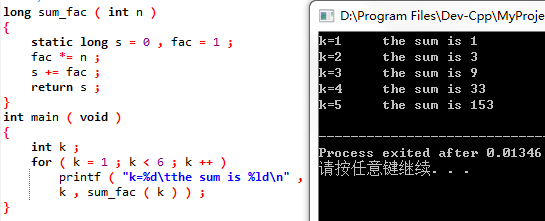 long sum_fac ( int n )
{
static long s = 0 , fac = 1 ;
fac *= n ;
s += fac ;
return s ;
}
int main ( void )
{
int k ;
for ( k = 1 ; k < 6 ; k ++ )
printf ( "k=%d\tthe sum is %ld\n" ,
k , sum_fac ( k ) ) ;
}
D:\Program Files\Dev-Cpp\MyProje
k=1 the sum is 1
k=2 the sum is 3
k=3 the sum is 9
k=4 the sum is 33
k=5 the sum is 153
--------------------------------
Process exited after 0.01346
请按任意键继续. . .